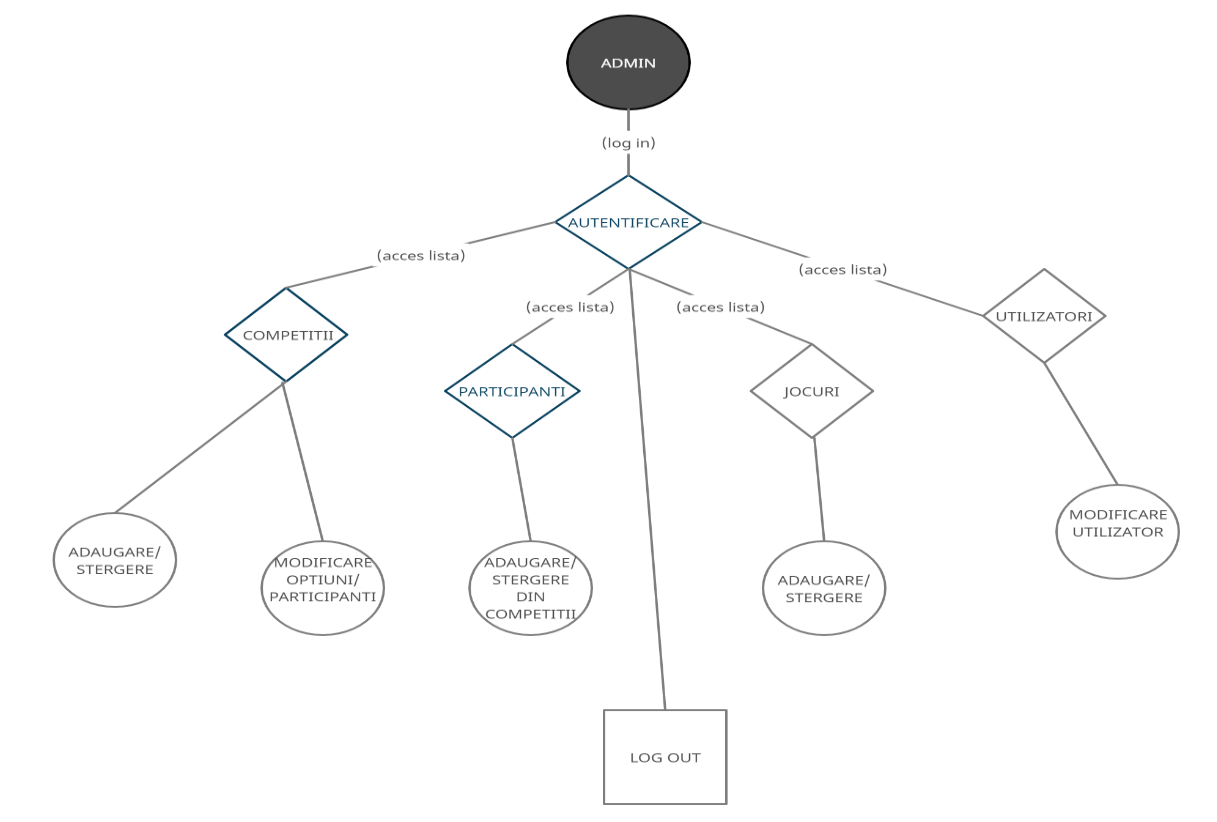 ADMIN
(log in)
AUTENTIFICARE
(acces lista)
(acces lista)
(acces lista)
(acces lista)
COMPETITII
PARTICIPANTI
JOCURI
UTILIZATORI
ADAUGARE/
STERGERE
MODIFICARE
OPTIUNI/
PARTICIPANTI
ADAUGARE/
STERGERE
DIN
COMPETITII
ADAUGARE/
STERGERE
MODIFICARE
UTILIZATOR
LOG OUT